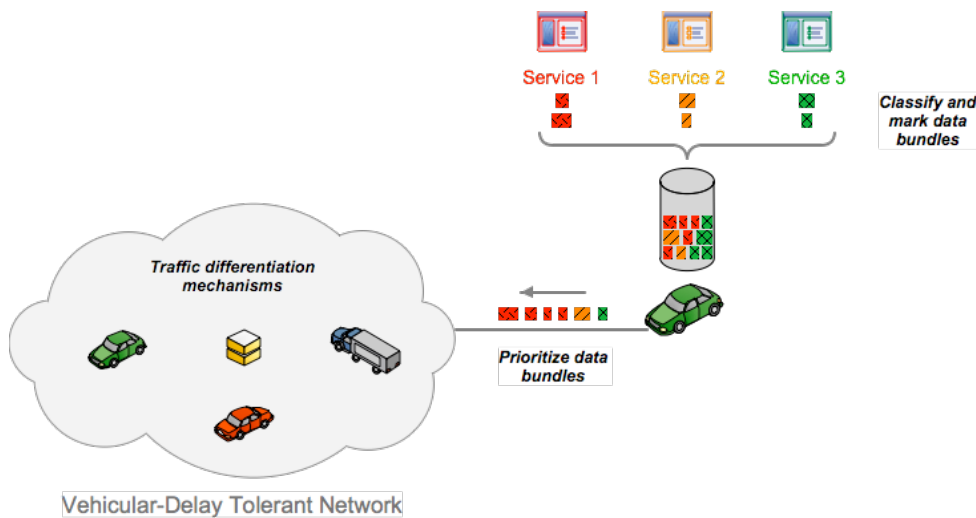 Service 1
Service 2
Service 3
Classify and
mark data
bundles
Traffic differentiation
mechanisms
Prioritize data
bundles
Vehicular-Delay Tolerant Network